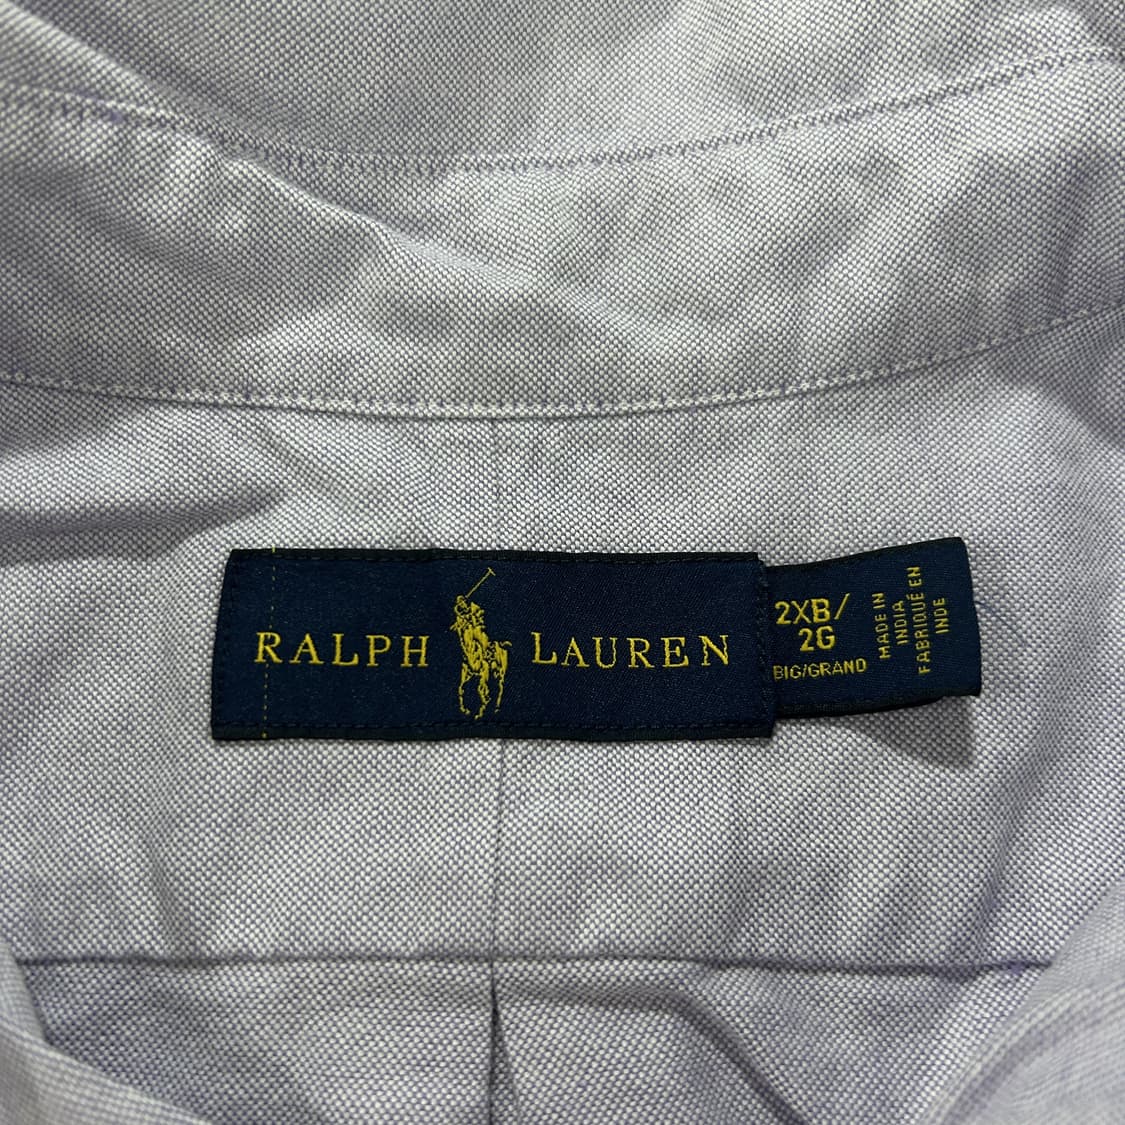 RALPH LAUREN
2XB/
2G
BIG/GRAND
MADE IN
INDIA
FABRIQUÉ EN
INDE